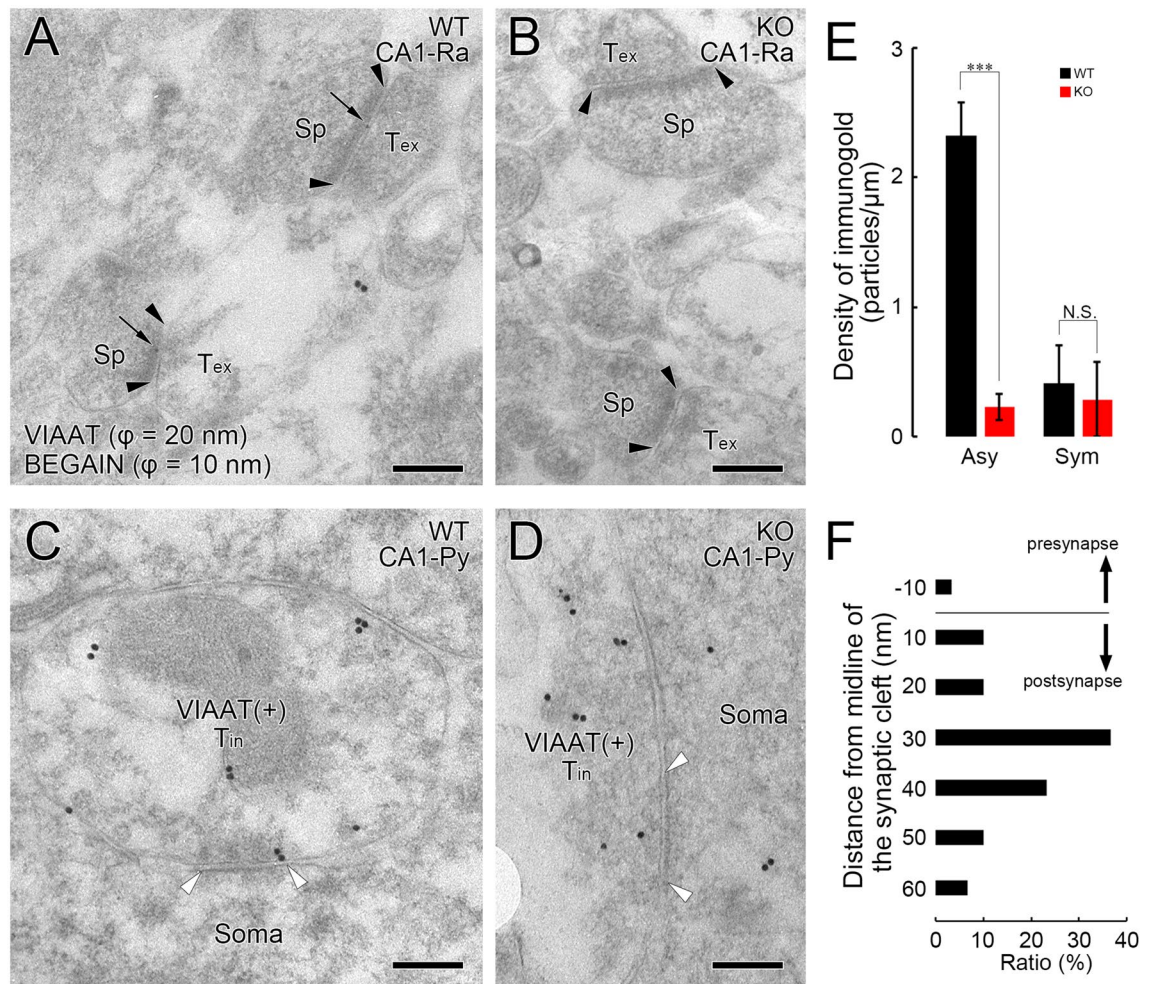 A
WT
CA1-Ra
Sp
Tex
Sp
Tex
VIAAT (φ = 20 nm)
BEGAIN (φ = 10 nm)
B
KO
CA1-Ra
Tex
Sp
Sp
Tex
C
WT
CA1-Py
VIAAT(+)
Tin
Soma
D
KO
CA1-Py
Soma
VIAAT(+)
Tin
E
Density of immunogold
(particles/μm)
3
2
1
0
***
WT
KO
N.S.
Asy
Sym
F
Distance from midline of
the synaptic cleft (nm)
presynapse
-10
10
20
postsynapse
30
40
50
60
0 10 20 30 40
Ratio (%)